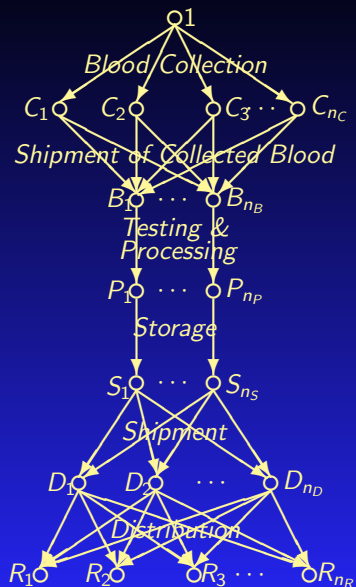 1
Blood Collection
C1 C2 C3 ··· CnC
Shipment of Collected Blood
B1 ··· BnB
Testing &
Processing
P1 ··· PnP
Storage
S1 ··· SnS
Shipment
D1 D2 ··· DnD
Distribution
R1 R2 R3 ··· RnR